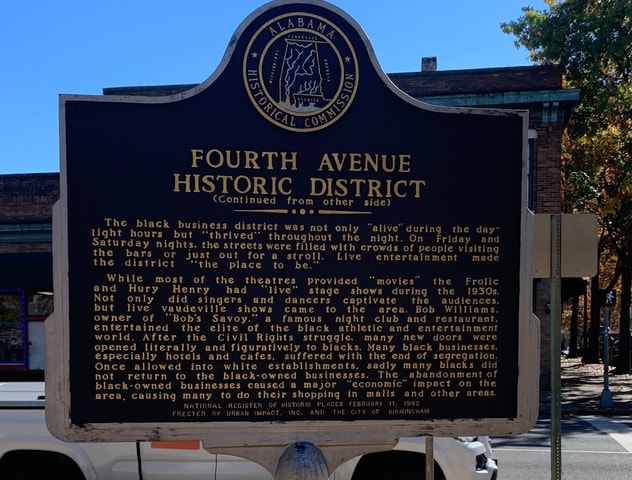 ALABAMA
HISTORICAL COMMISSION
TENNESSEE
FLORIDA
FOURTH AVENUE
HISTORIC DISTRICT
(Continued from other side)
The black business district was not only "alive" during the day-
light hours but "thrived" throughout the night. On Friday and
Saturday nights, the streets were filled with crowds of people visiting
the bars or just out for a stroll. Live entertainment made
the district "the place to be."
While most of the theatres provided "movies" the Frolic
and Hury Henry had "live" stage shows during the 1930s.
Not only did singers and dancers captivate the audiences,
but live vaudeville shows came to the area. Bob Williams,
owner of "Bob's Savoy," a famous night club and restaurant,
entertained the elite of the black athletic and entertainment
world. After the Civil Rights struggle, many new doors were
opened literally and figuratively to blacks. Many black businesses,
especially hotels and cafes, suffered with the end of segregation.
Once allowed into white establishments, sadly many blacks did
not return to the black-owned businesses. The abandonment of
black-owned businesses caused a major "economic" impact on the
area, causing many to do their shopping in malls and other areas.
NATIONAL REGISTER OF HISTORIC PLACES FEBRUARY 11, 1982
ERECTED BY URBAN IMPACT, INC. AND THE CITY OF BIRMINGHAM